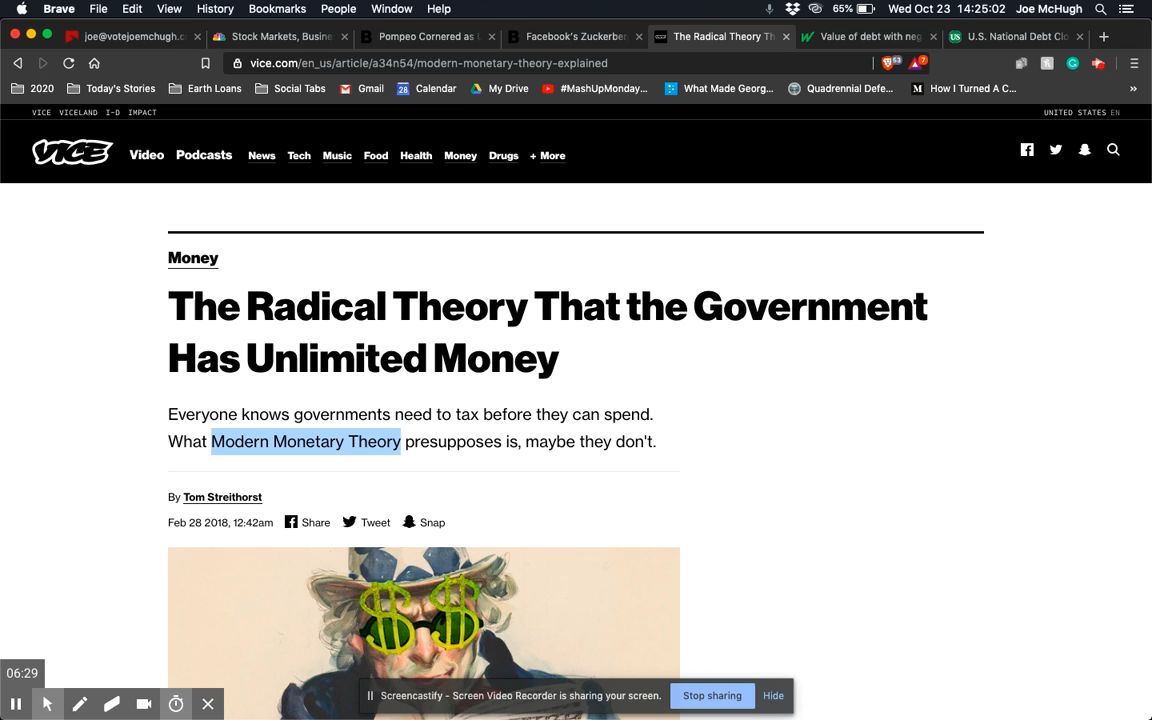 Brave File Edit View History Bookmarks People Window Help 65% Wed Oct 23 14:25:02 Joe McHugh
joe@votejoemchugh.c Stock Markets, Busine Pompeo Cornered as L Facebook's Zuckerber The Radical Theory Th Value of debt with neg U.S. National Debt Clo
vice.com/en_us/article/a34n54/modern-monetary-theory-explained 53 7
2020 Today's Stories Earth Loans Social Tabs Gmail 28 Calendar My Drive #MashUpMonday... What Made Georg... Quadrennial Defe... M How I Turned A C... »
VICE VICELAND I-D IMPACT UNITED STATES EN
VICE Video Podcasts News Tech Music Food Health Money Drugs + More
Money
The Radical Theory That the Government
Has Unlimited Money
Everyone knows governments need to tax before they can spend.
What Modern Monetary Theory presupposes is, maybe they don't.
By Tom Streithorst
Feb 28 2018, 12:42am Share Tweet Snap
06:29
Screencastify - Screen Video Recorder is sharing your screen. Stop sharing Hide